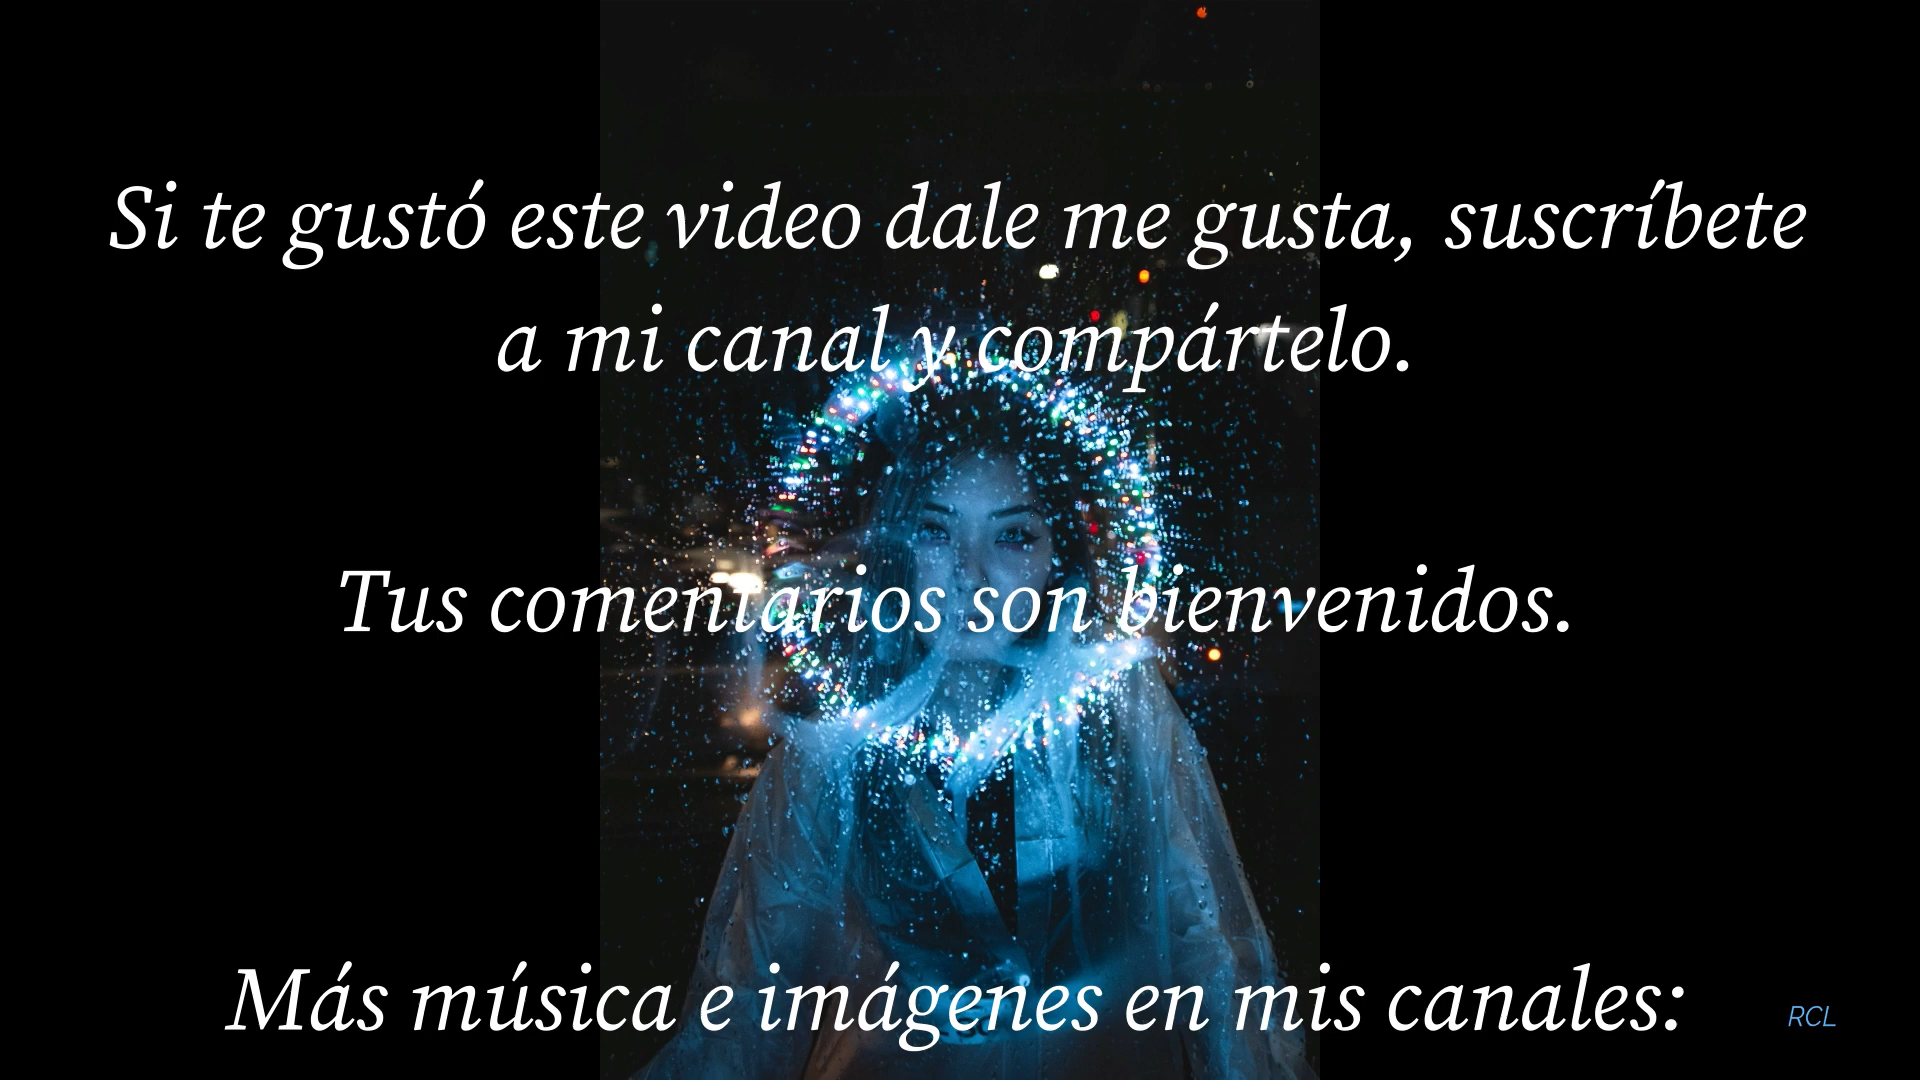 Si te gustó este video dale me gusta, suscríbete
a mi canal y compártelo.
Tus comentarios son bienvenidos.
Más música e imágenes en mis canales:
RCL